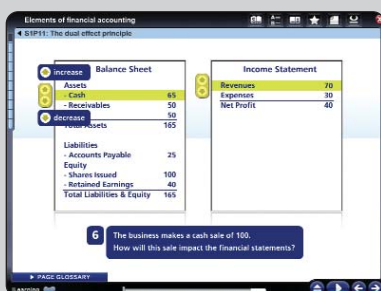 Elements of financial accounting
S1P11: The dual effect principle
increase
Balance Sheet
Assets
- Cash 65
- Receivables 50
decrease
50
Total Assets 165
Liabilities
- Accounts Payable 25
Equity
- Shares Issued 100
- Retained Earnings 40
Total Liabilities & Equity 165
Income Statement
Revenues 70
Expenses 30
Net Profit 40
6
The business makes a cash sale of 100.
How will this sale impact the financial statements?
PAGE GLOSSARY